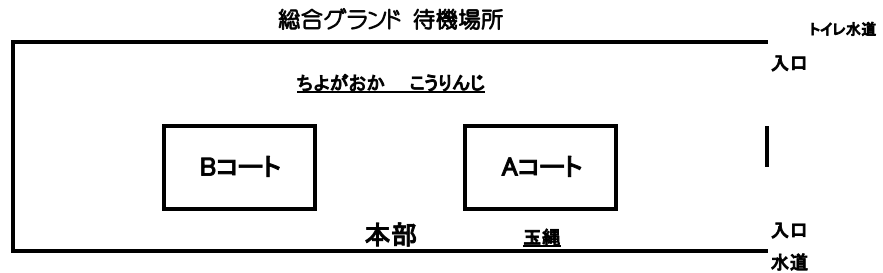 総合グランド 待機場所
トイレ水道
入口
ちよがおか こうりんじ
Bコート
Aコート
本部
玉縄
入口
水道